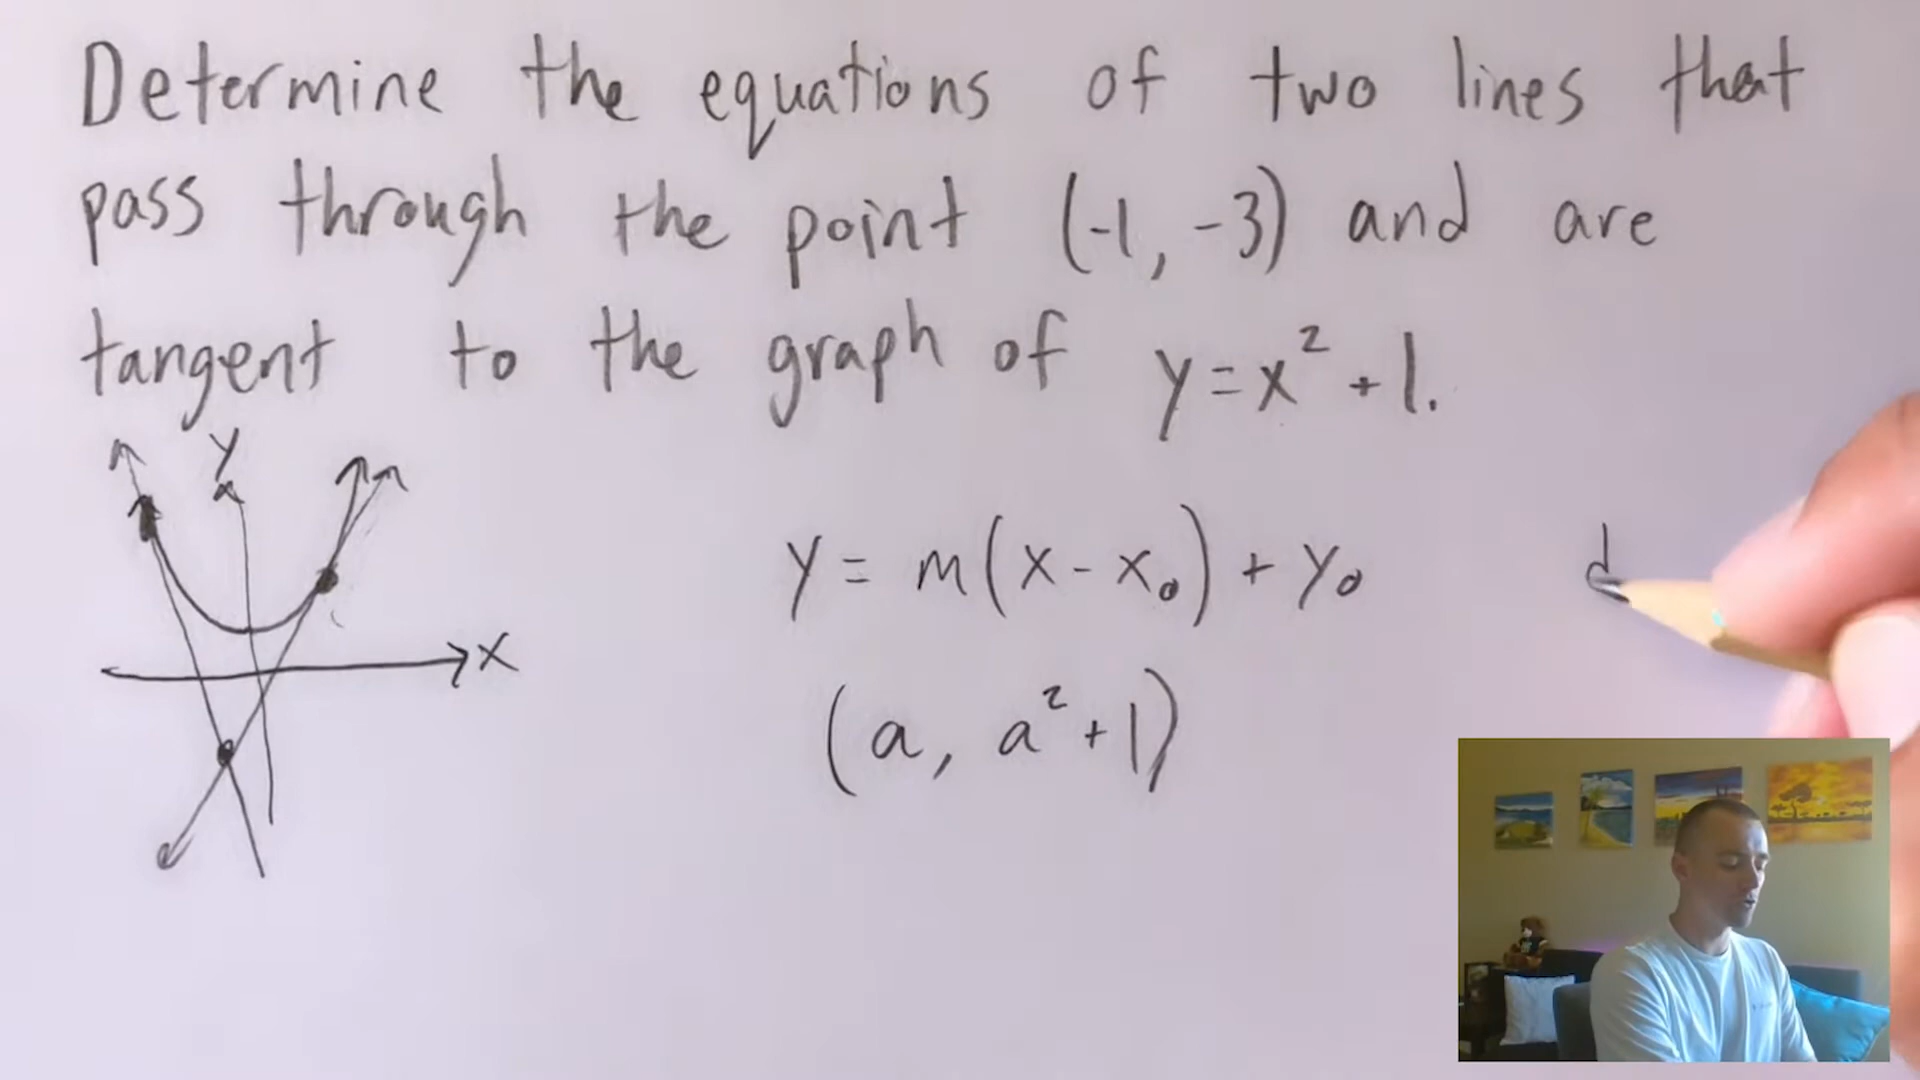 Determine the equations of two lines that
pass through the point (-1, -3) and are
tangent to the graph of y=x²+1.
y
x
y = m(x - x₀) + y₀
d
(a, a²+1)